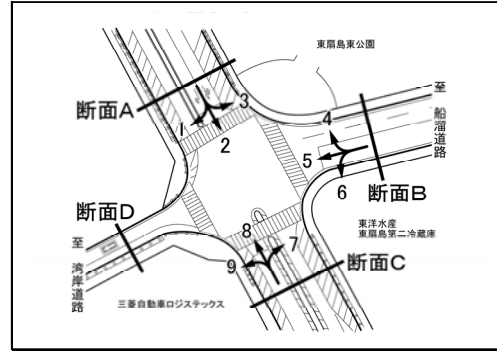 東扇島東公園
断面A
至
船溜道路
3
4
1
2
5
6
断面B
断面D
8
7
東洋水産
東扇島第二冷蔵庫
至
湾岸道路
9
断面C
三菱自動車ロジステックス